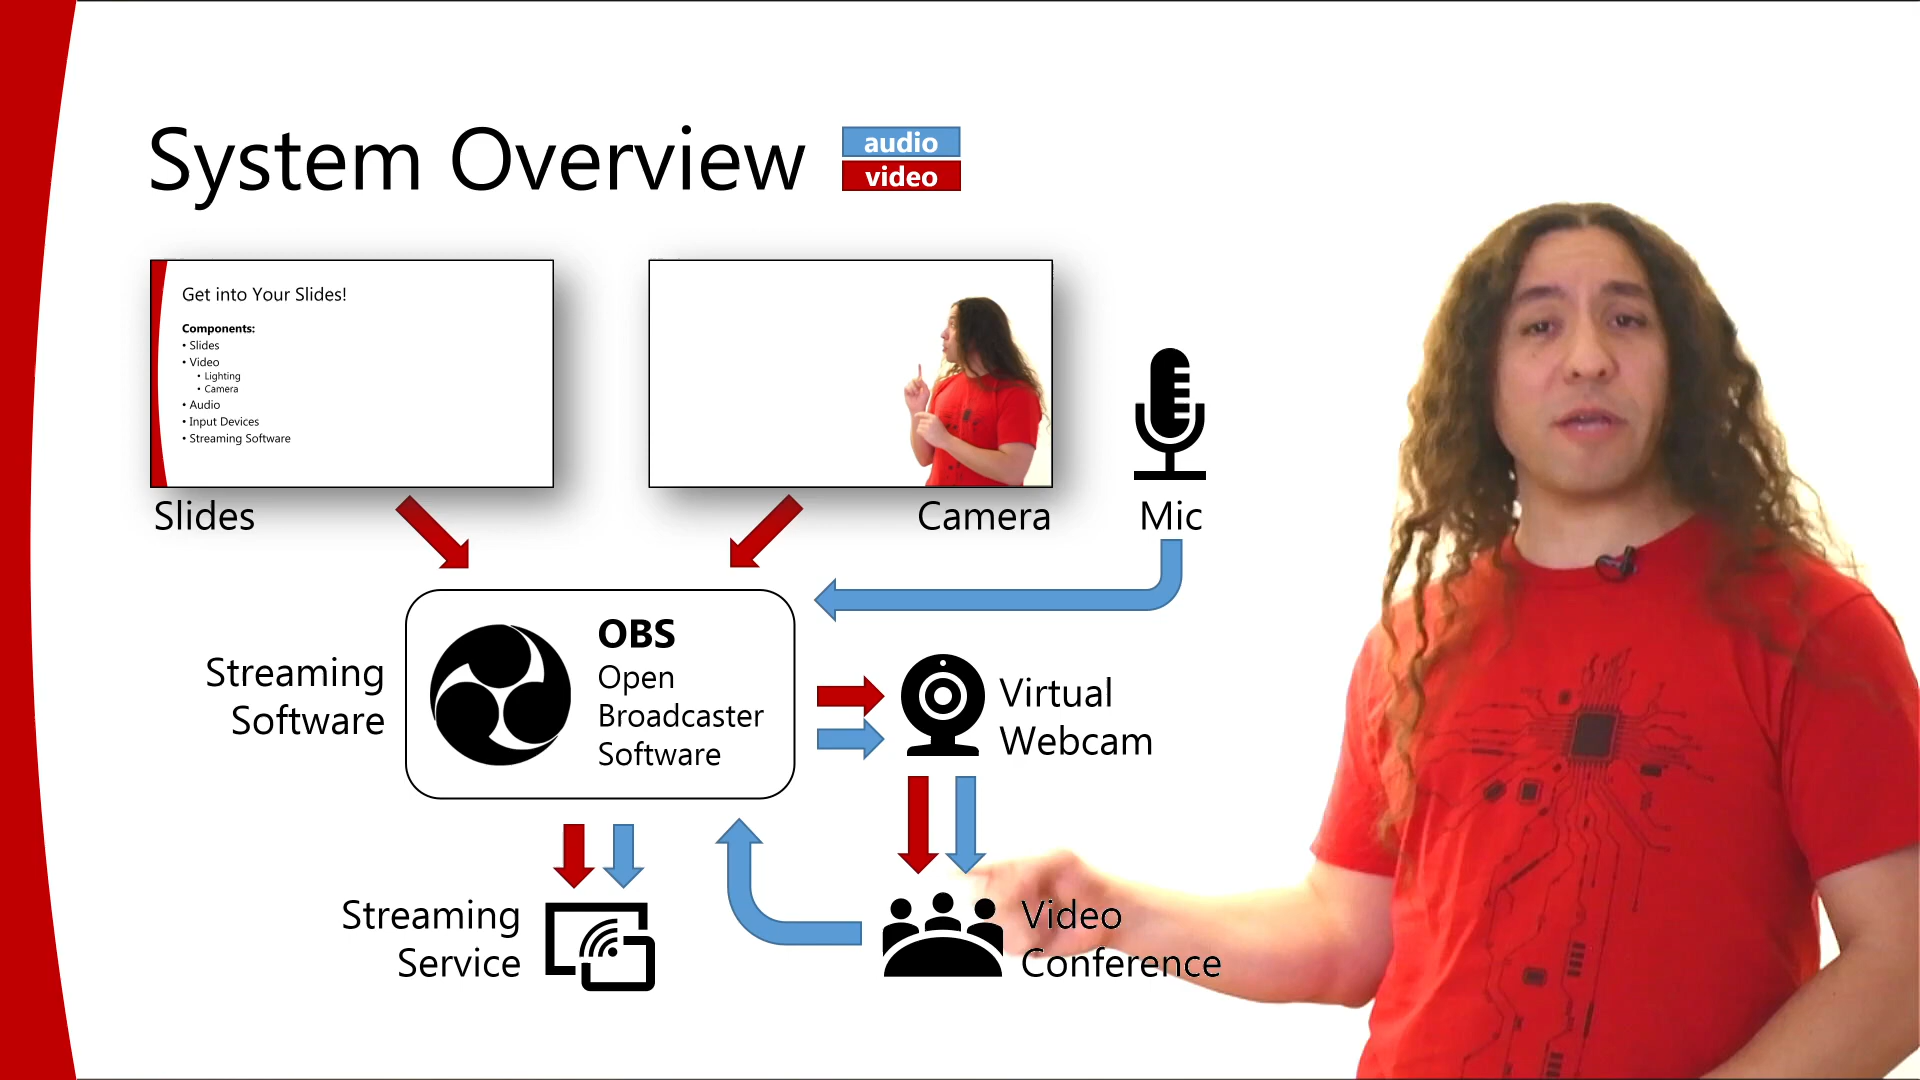 System Overview
audio
video
Get into Your Slides!
Components:
• Slides
• Video
• Lighting
• Camera
• Audio
• Input Devices
• Streaming Software
Slides
Camera
Mic
Streaming
Software
OBS
Open
Broadcaster
Software
Virtual
Webcam
Streaming
Service
Video
Conference